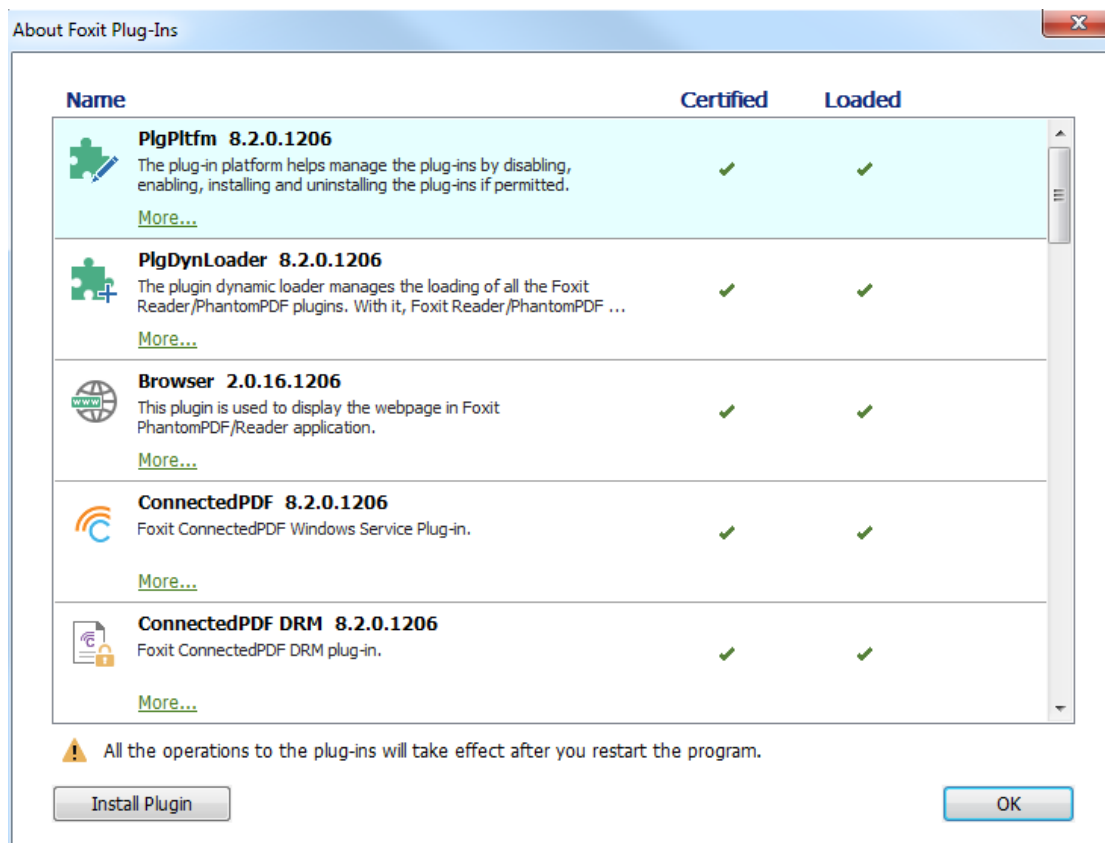 About Foxit Plug-Ins
Name Certified Loaded
PlgPltfm 8.2.0.1206
The plug-in platform helps manage the plug-ins by disabling,
enabling, installing and uninstalling the plug-ins if permitted.
More...
PlgDynLoader 8.2.0.1206
The plugin dynamic loader manages the loading of all the Foxit
Reader/PhantomPDF plugins. With it, Foxit Reader/PhantomPDF ...
More...
www
Browser 2.0.16.1206
This plugin is used to display the webpage in Foxit
PhantomPDF/Reader application.
More...
ConnectedPDF 8.2.0.1206
Foxit ConnectedPDF Windows Service Plug-in.
More...
ConnectedPDF DRM 8.2.0.1206
Foxit ConnectedPDF DRM plug-in.
More...
All the operations to the plug-ins will take effect after you restart the program.
Install Plugin OK